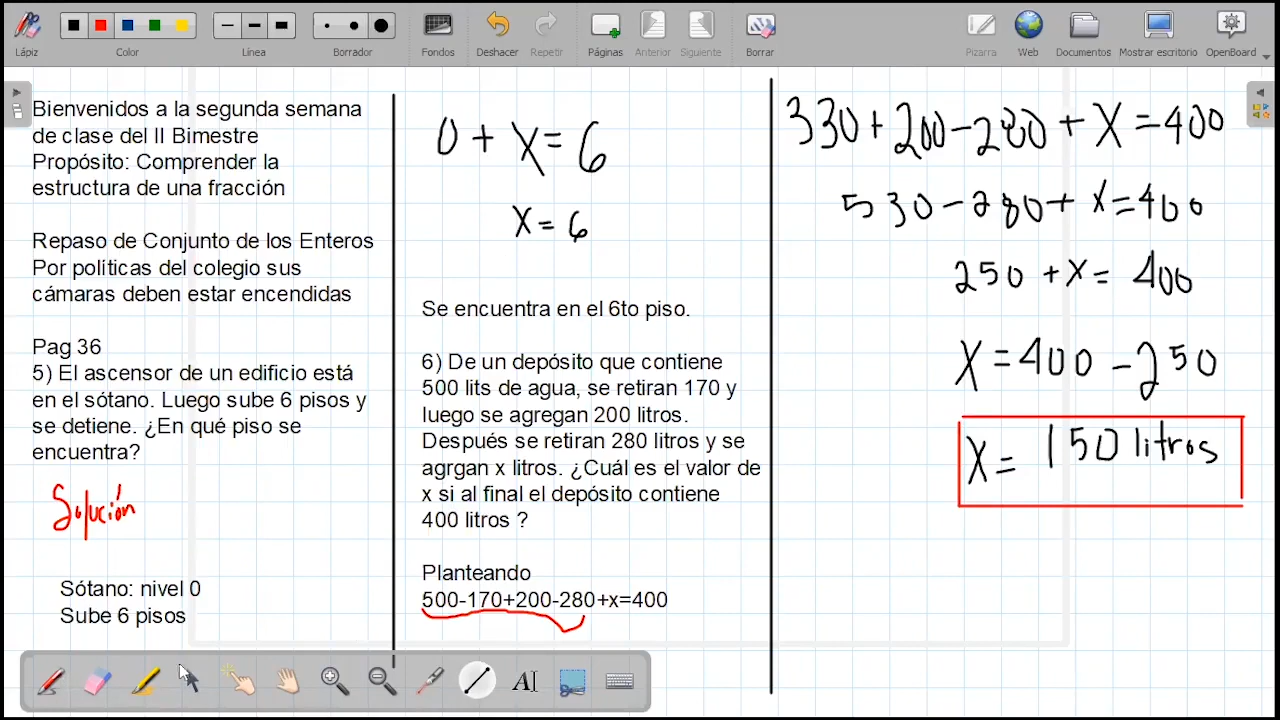 Lápiz
Color
Línea
Borrador
Fondos
Deshacer
Repetir
Páginas
Anterior
Siguiente
Borrar
Pizarra
Web
Documentos
Mostrar escritorio
OpenBoard
Bienvenidos a la segunda semana
de clase del II Bimestre
Propósito: Comprender la
estructura de una fracción
Repaso de Conjunto de los Enteros
Por políticas del colegio sus
cámaras deben estar encendidas
Pag 36
5) El ascensor de un edificio está
en el sótano. Luego sube 6 pisos y
se detiene. ¿En qué piso se
encuentra?
Solución
Sótano: nivel 0
Sube 6 pisos
0 + X = 6
X = 6
Se encuentra en el 6to piso.
6) De un depósito que contiene
500 lits de agua, se retiran 170 y
luego se agregan 200 litros.
Después se retiran 280 litros y se
agrgan x litros. ¿Cuál es el valor de
x si al final el depósito contiene
400 litros ?
Planteando
500-170+200-280+x=400
330+200-280+X=400
530-280+X=400
250+X=400
X=400-250
X= 150 litros
AI